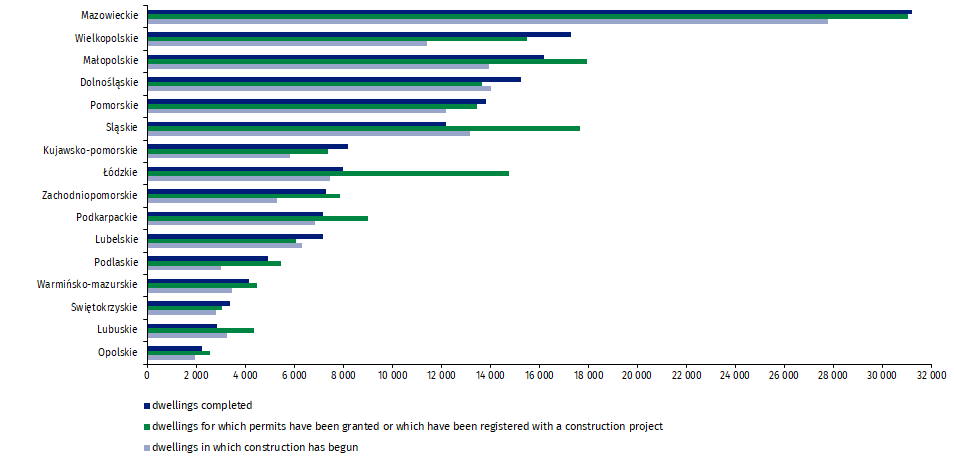 Mazowieckie
Wielkopolskie
Małopolskie
Dolnośląskie
Pomorskie
Śląskie
Kujawsko-pomorskie
Łódzkie
Zachodniopomorskie
Podkarpackie
Lubelskie
Podlaskie
Warmińsko-mazurskie
Świętokrzyskie
Lubuskie
Opolskie
0 2 000 4 000 6 000 8 000 10 000 12 000 14 000 16 000 18 000 20 000 22 000 24 000 26 000 28 000 30 000 32 000
dwellings completed
dwellings for which permits have been granted or which have been registered with a construction project
dwellings in which construction has begun